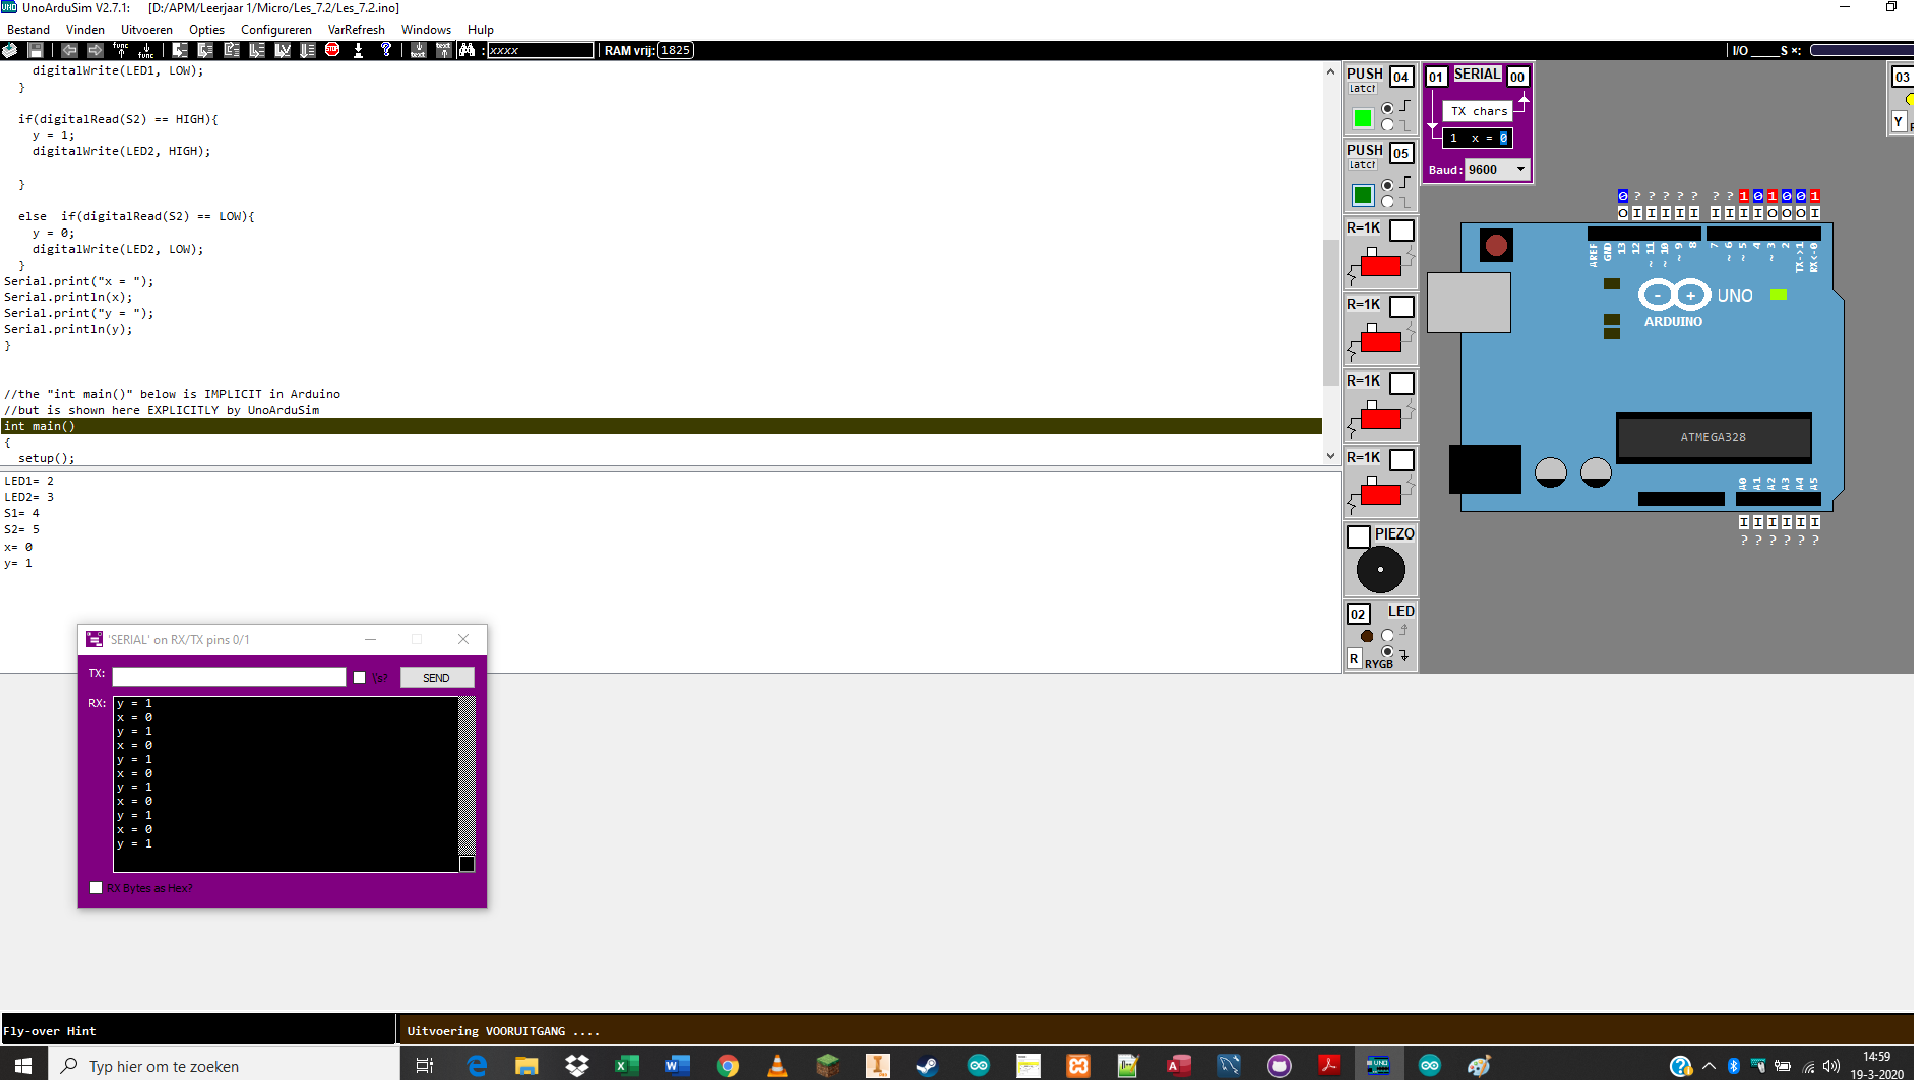 UnoArduSim V2.7.1: [D:/APM/Leerjaar 1/Micro/Les_7.2/Les_7.2.ino]
Bestand Vinden Uitvoeren Opties Configureren VarRefresh Windows Help
func func text text : xxxx RAM vrij: 1825 I/O ____S ×:
digitalWrite(LED1, LOW);
}
if(digitalRead(S2) == HIGH){
y = 1;
digitalWrite(LED2, HIGH);
}
else  if(digitalRead(S2) == LOW){
y = 0;
digitalWrite(LED2, LOW);
}
Serial.print("x = ");
Serial.println(x);
Serial.print("y = ");
Serial.println(y);
}
//the "int main()" below is IMPLICIT in Arduino
//but is shown here EXPLICITLY by UnoArduSim
int main()
{
setup();
LED1= 2
LED2= 3
S1= 4
S2= 5
x= 0
y= 1
'SERIAL' on RX/TX pins 0/1
TX: \'s? SEND
RX:
y = 1
x = 0
y = 1
x = 0
y = 1
x = 0
y = 1
x = 0
y = 1
x = 0
y = 1
RX Bytes as Hex?
PUSH 04
latch
PUSH 05
latch
R=1K
R=1K
R=1K
R=1K
PIEZO
02 LED
R RYGB
01 SERIAL 00
TX chars
1 x = 0
Baud: 9600
03
Y
0 ? ? ? ? ? ? ? 1 0 1 0 0 1
O I I I I I I I I I O O O I
AREF GND 13 12 ~11 ~10 ~9 8 7 ~6 ~5 4 ~3 2 TX->1 RX<-0
- + UNO
ARDUINO
ATMEGA328
A0 A1 A2 A3 A4 A5
I I I I I I
? ? ? ? ? ?
Fly-over Hint Uitvoering VOORUITGANG ....
Typ hier om te zoeken
14:59
19-3-2020